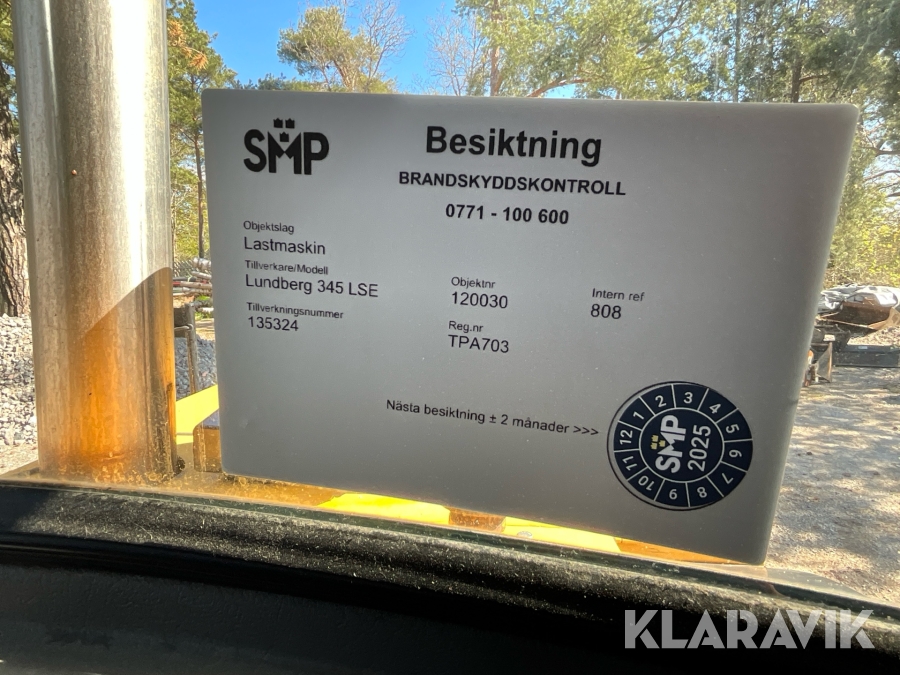 SMP
Besiktning
BRANDSKYDDSKONTROLL
0771 - 100 600
Objektslag
Lastmaskin
Tillverkare/Modell
Lundberg 345 LSE
Tillverkningsnummer
135324
Objektnr
120030
Reg.nr
TPA703
Intern ref
808
Nästa besiktning ± 2 månader >>>
1 2 3 4 5 6 7 8 9 10 11 12
SMP
2025
KLARAVIK